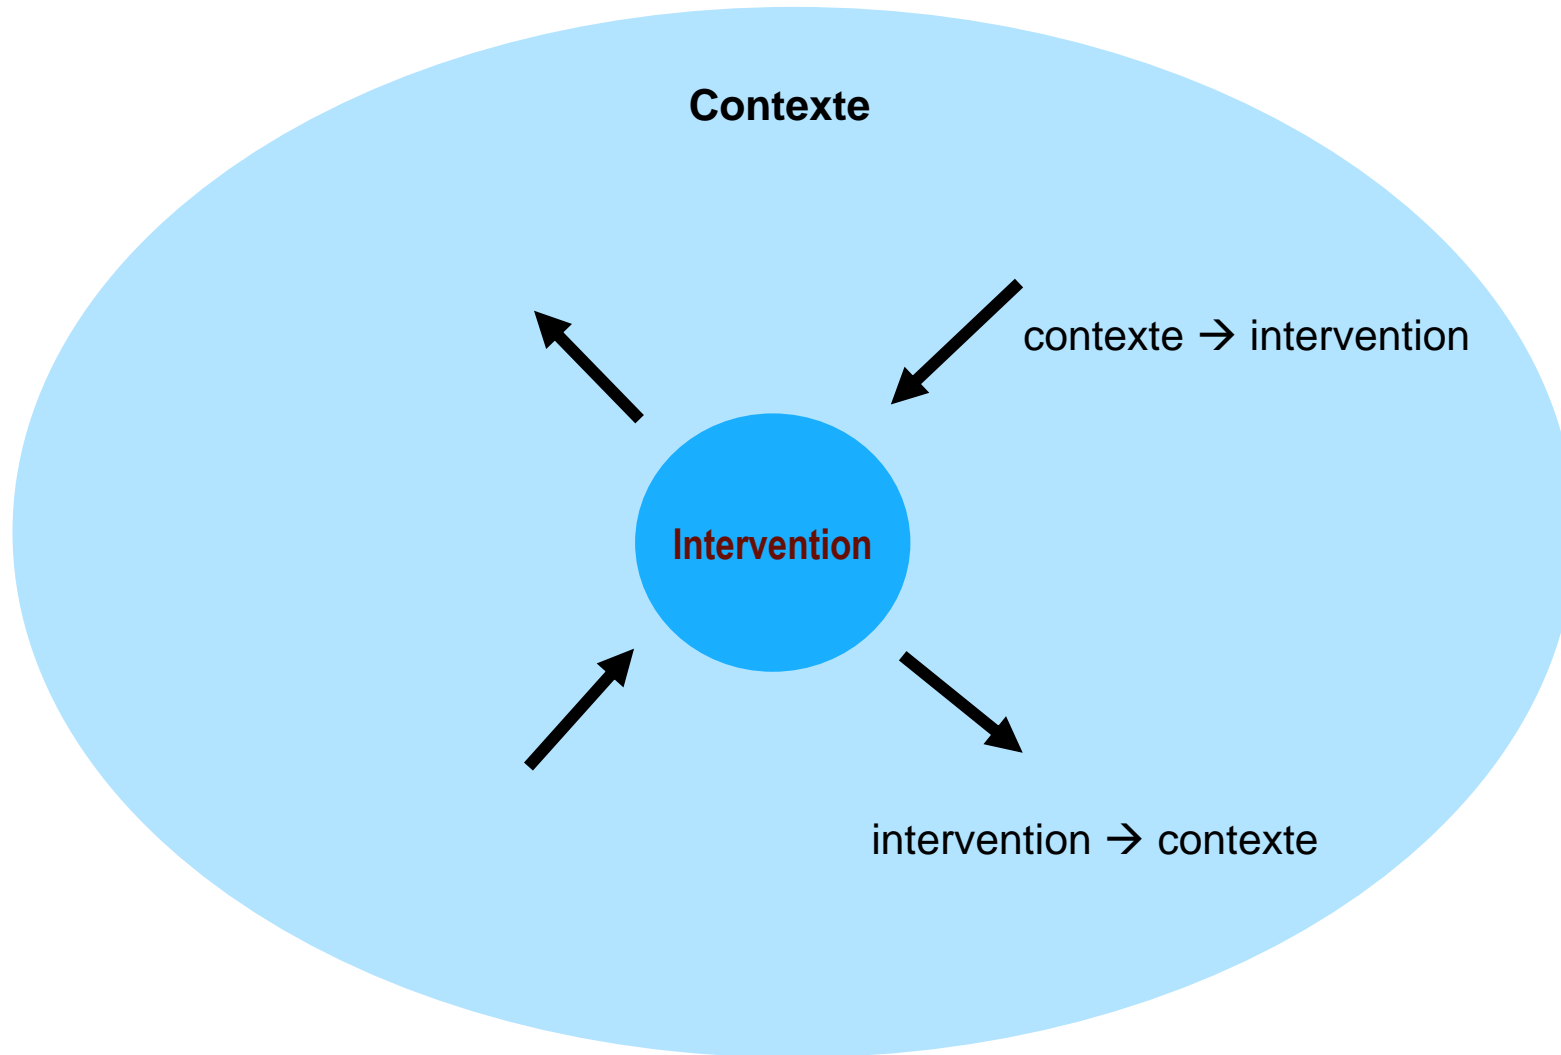 Contexte
contexte → intervention
Intervention
intervention → contexte